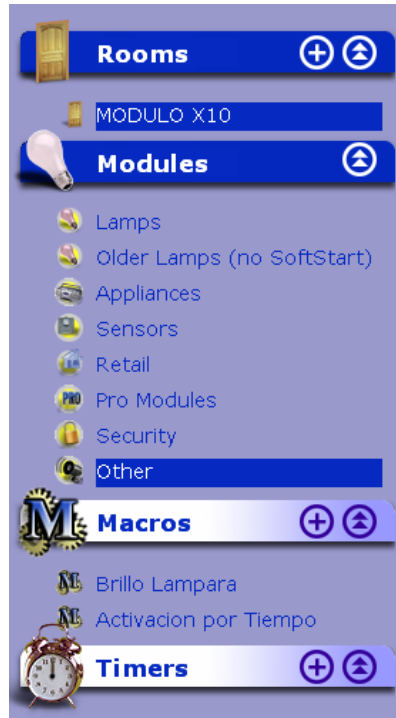 Rooms
MODULO X10
Modules
Lamps
Older Lamps (no SoftStart)
Appliances
Sensors
Retail
PRO Pro Modules
Security
Other
M Macros
M Brillo Lampara
M Activacion por Tiempo
Timers